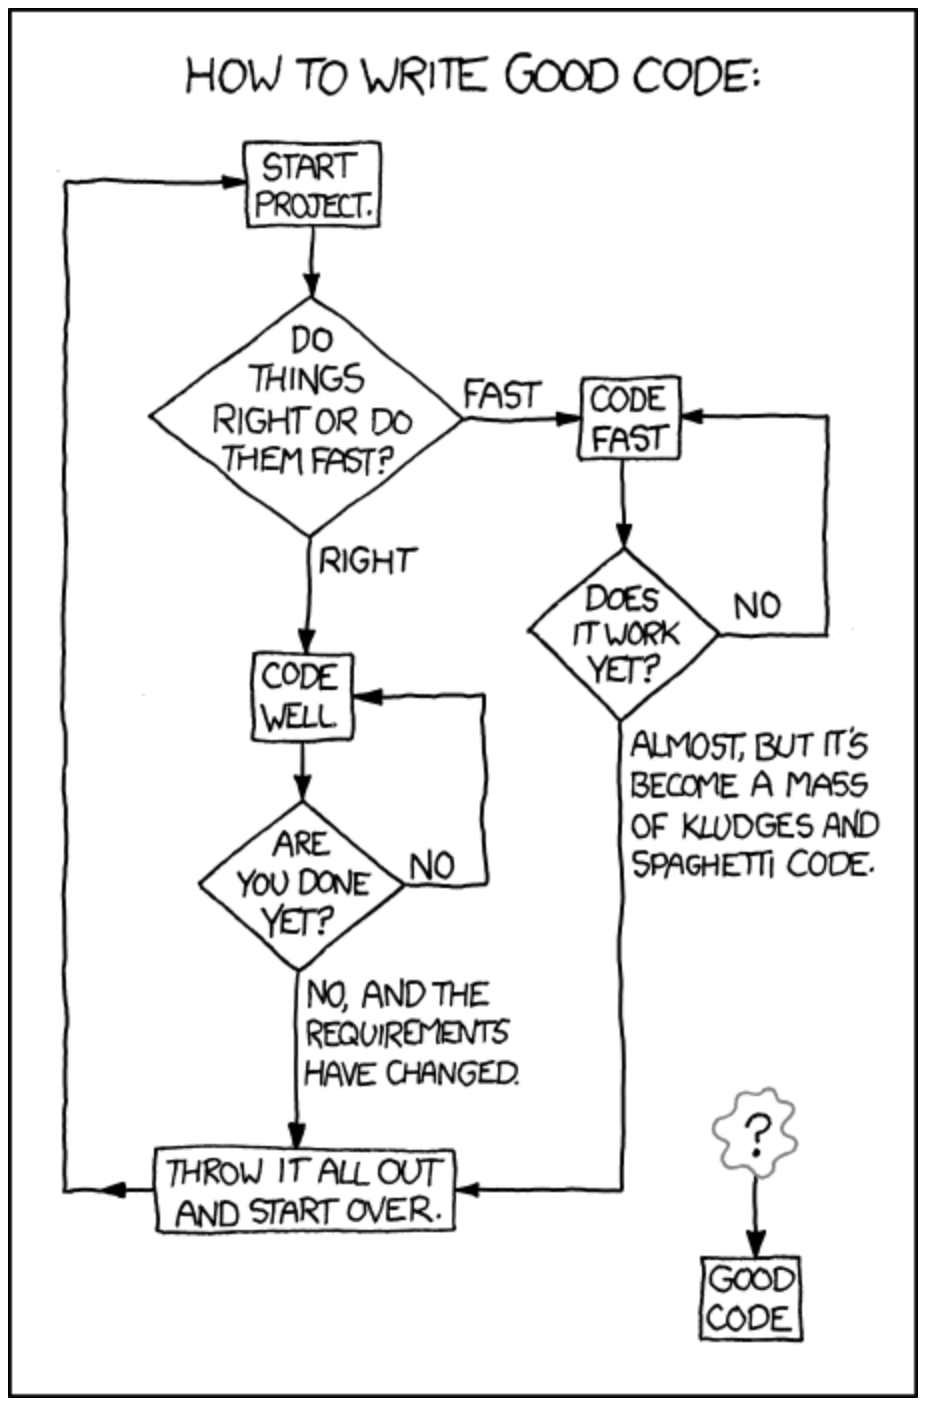 HOW TO WRITE GOOD CODE:
START
PROJECT.
DO
THINGS
RIGHT OR DO
THEM FAST?
FAST
CODE
FAST
RIGHT
DOES
IT WORK
YET?
NO
CODE
WELL.
ALMOST, BUT IT'S
BECOME A MASS
OF KLUDGES AND
SPAGHETTI CODE.
ARE
YOU DONE
YET?
NO
NO, AND THE
REQUIREMENTS
HAVE CHANGED.
THROW IT ALL OUT
AND START OVER.
?
GOOD
CODE